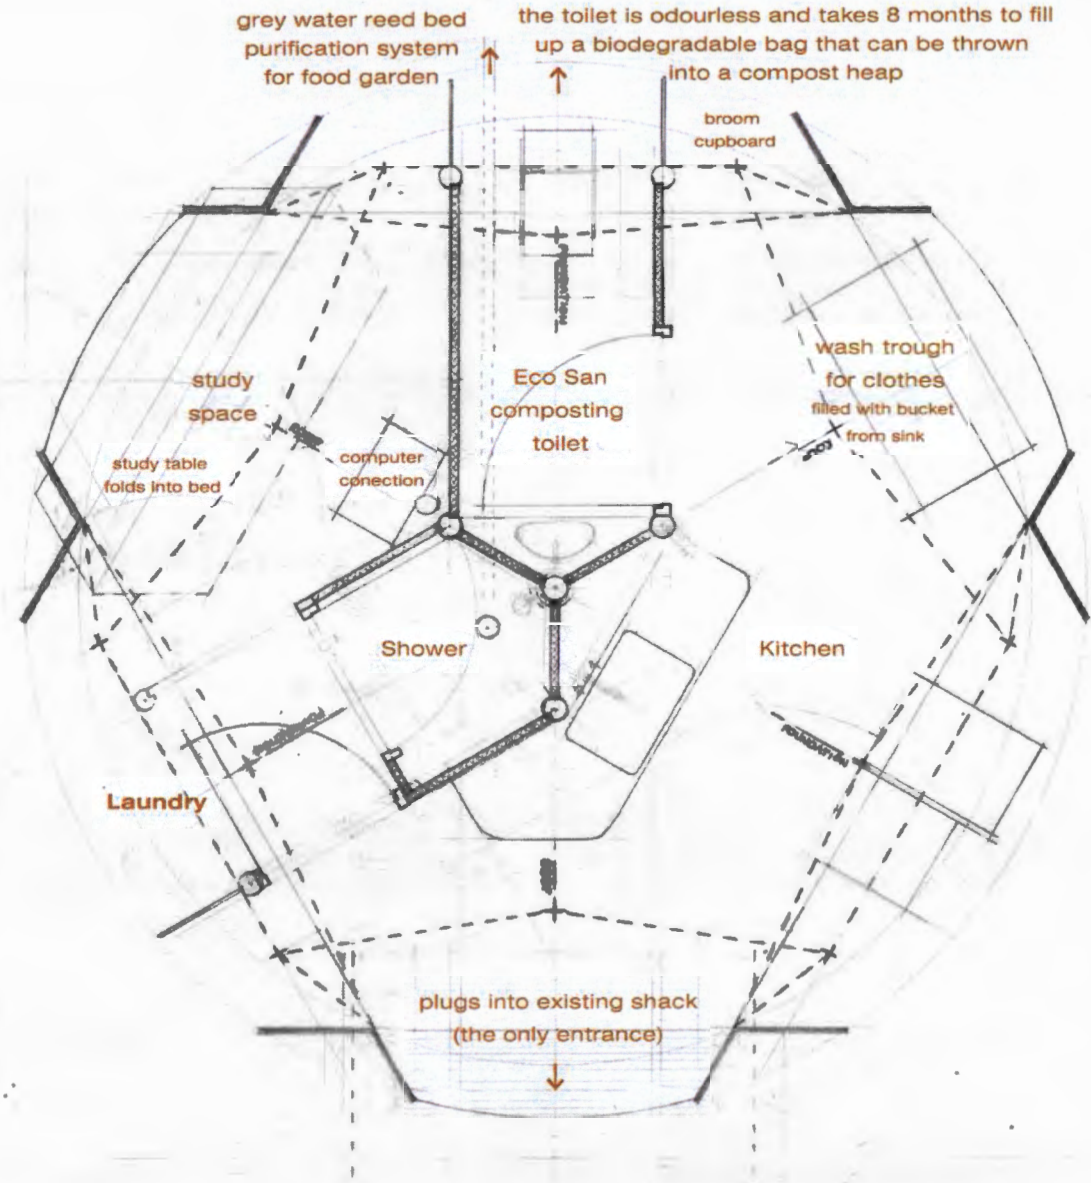 grey water reed bed
purification system
for food garden
the toilet is odourless and takes 8 months to fill
up a biodegradable bag that can be thrown
into a compost heap
broom
cupboard
study
space
study table
folds into bed
computer
conection
Eco San
composting
toilet
wash trough
for clothes
filled with bucket
from sink
Shower
Kitchen
FOUNDATION
Laundry
plugs into existing shack
(the only entrance)